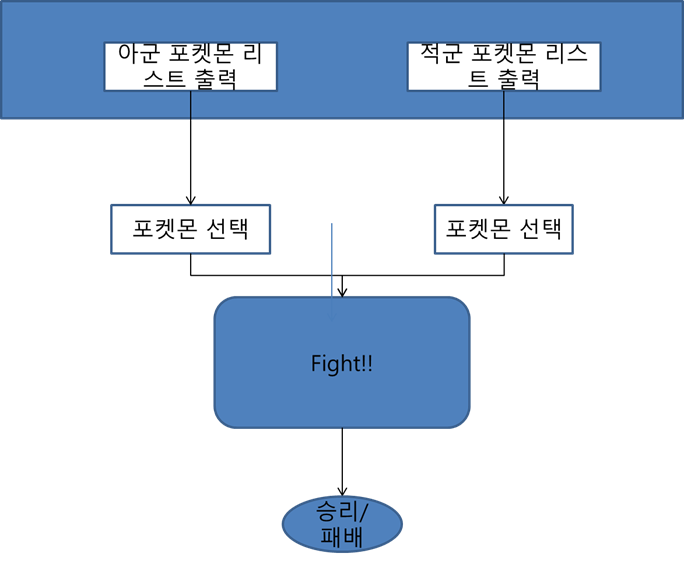 아군 포켓몬 리
스트 출력
적군 포켓몬 리스
트 출력
포켓몬 선택
포켓몬 선택
Fight!!
승리/
패배